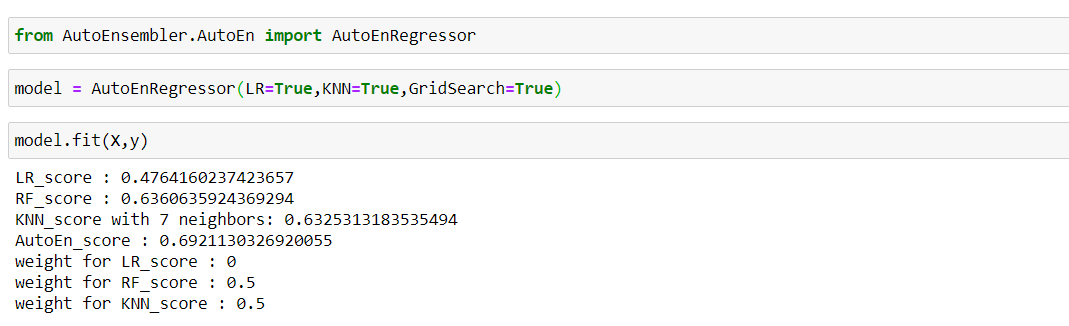 from AutoEnsembler.AutoEn import AutoEnRegressor
model = AutoEnRegressor(LR=True,KNN=True,GridSearch=True)
model.fit(X,y)
LR_score : 0.4764160237423657
RF_score : 0.6360635924369294
KNN_score with 7 neighbors: 0.6325313183535494
AutoEn_score : 0.6921130326920055
weight for LR_score : 0
weight for RF_score : 0.5
weight for KNN_score : 0.5